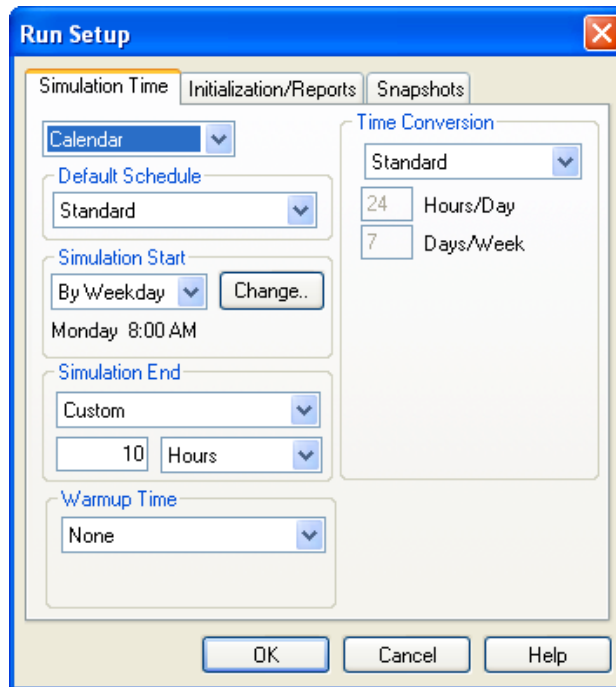 Run Setup
Simulation Time
Initialization/Reports
Snapshots
Calendar
Default Schedule
Standard
Simulation Start
By Weekday
Change..
Monday 8:00 AM
Simulation End
Custom
10
Hours
Warmup Time
None
Time Conversion
Standard
24 Hours/Day
7 Days/Week
OK
Cancel
Help